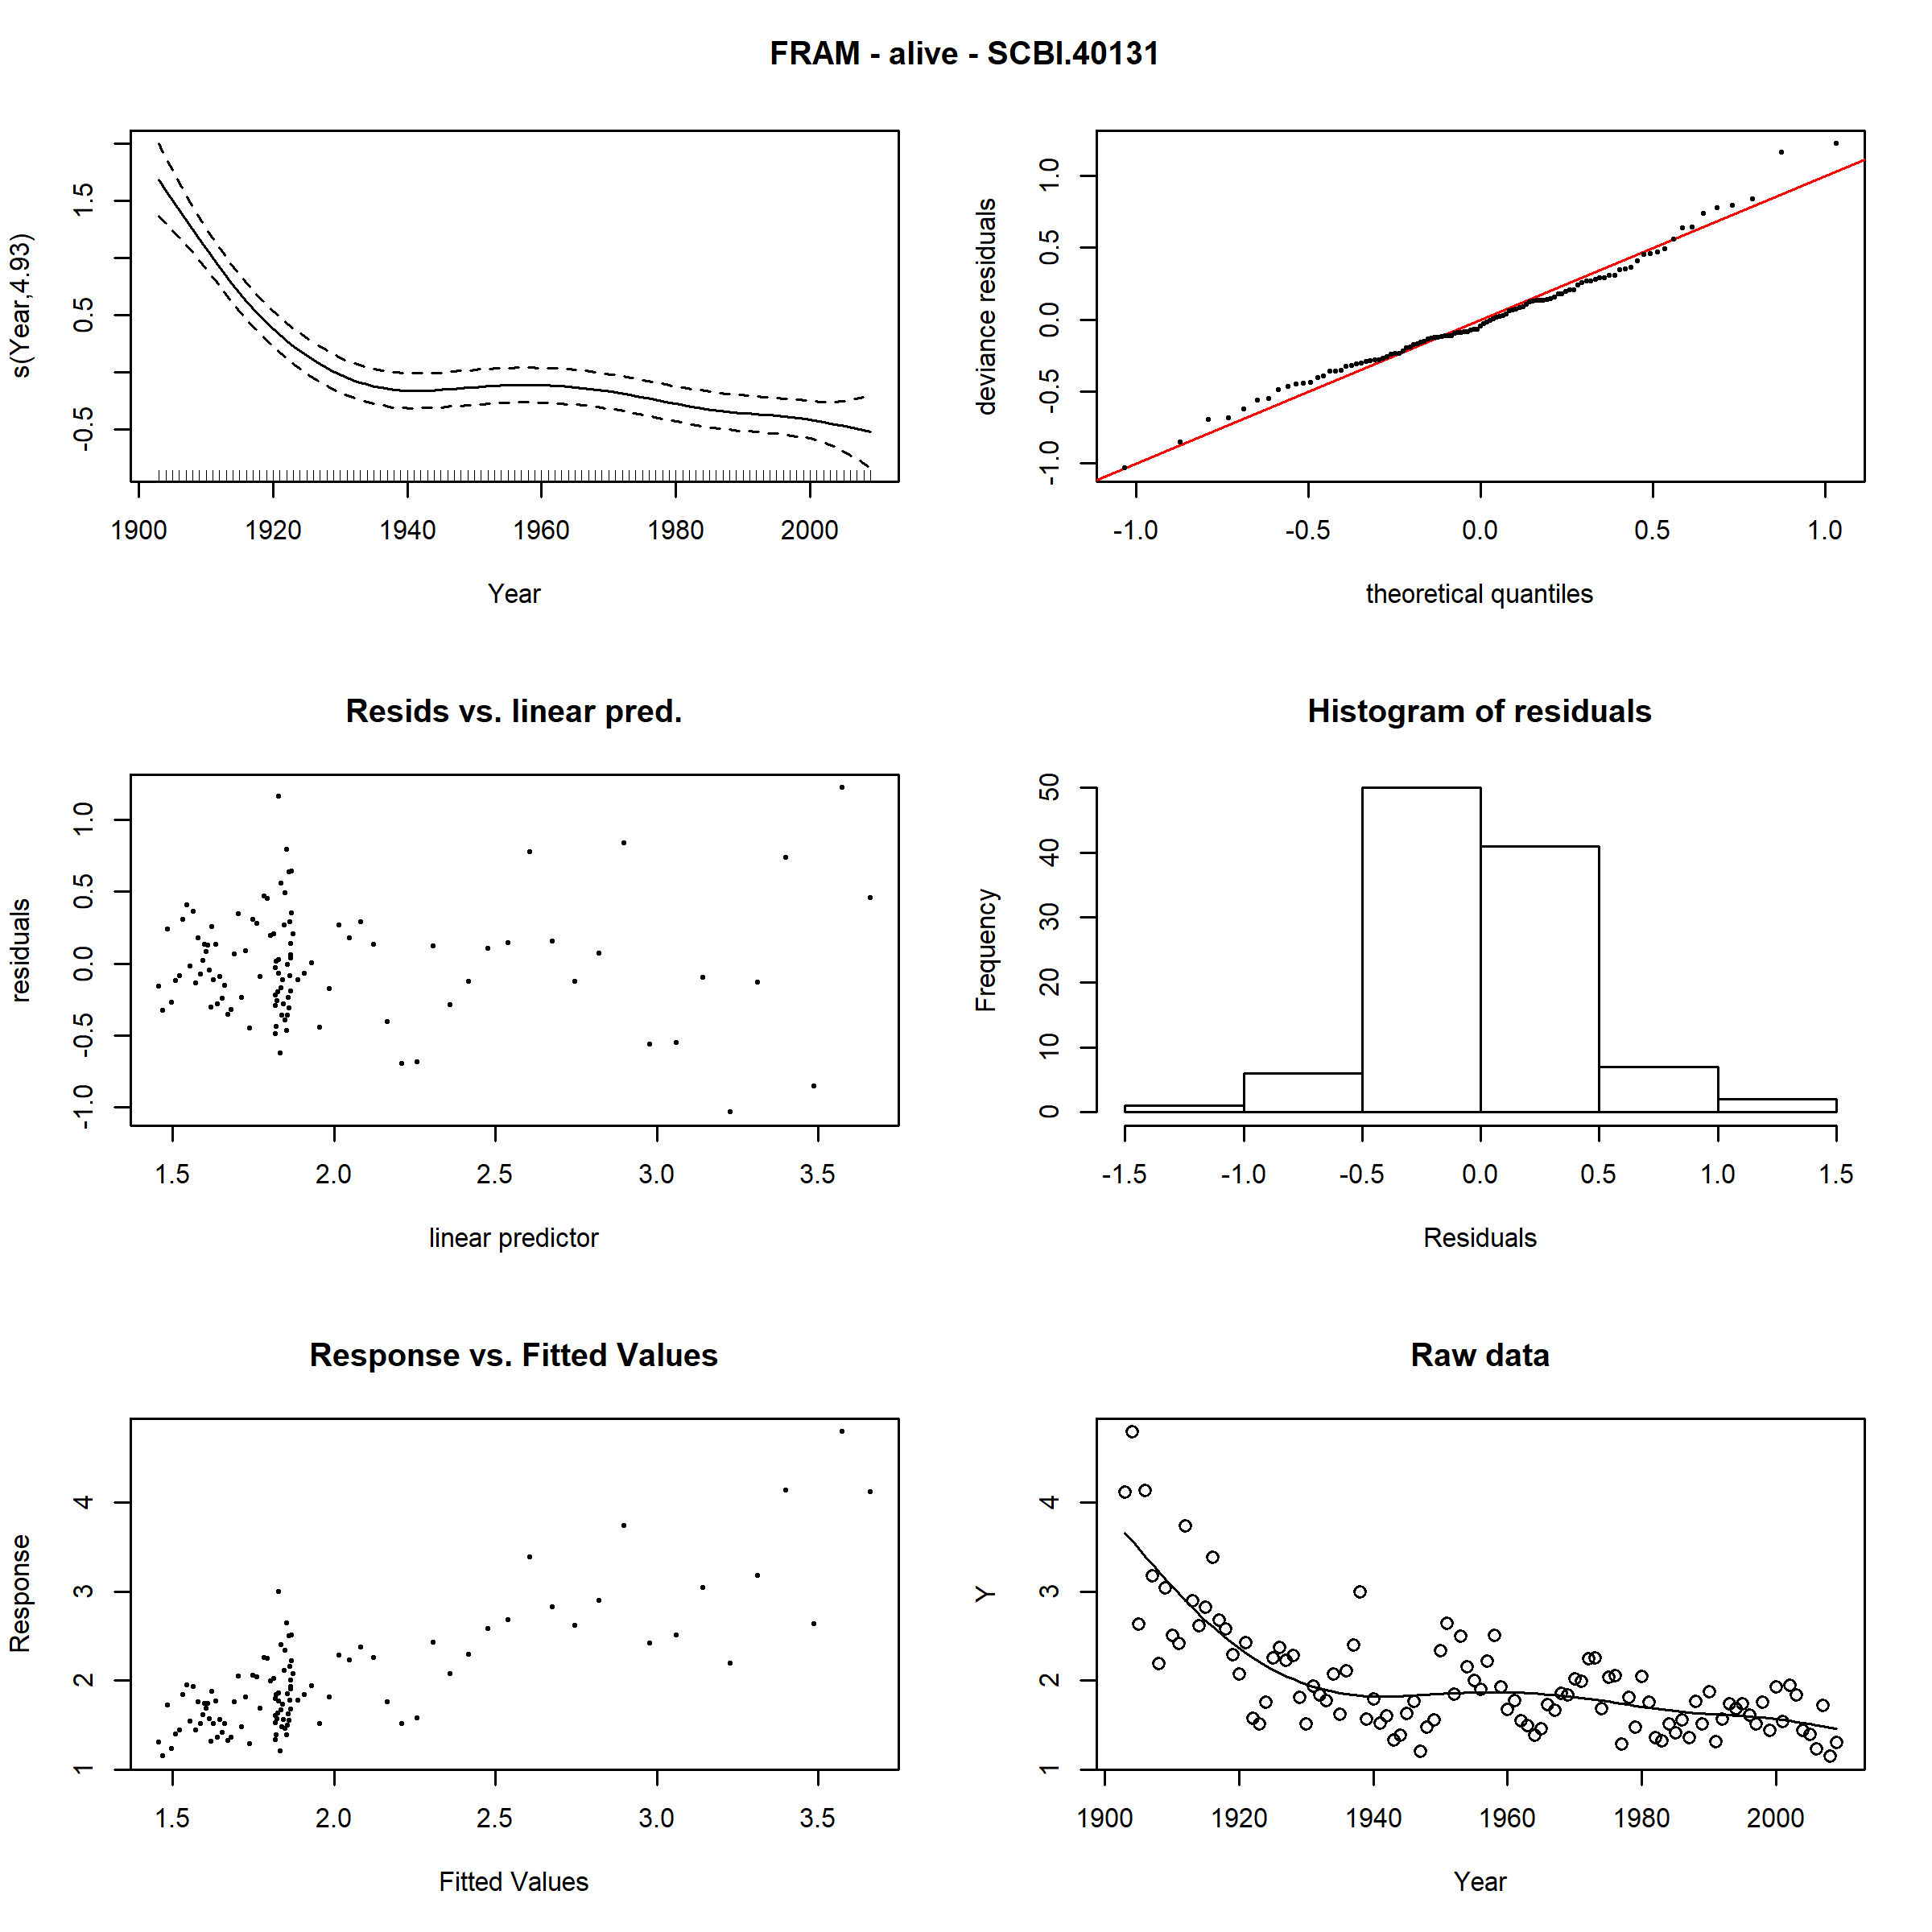 FRAM - alive - SCBI.40131
s(Year,4.93)
-0.5 0.5 1.5
1900 1920 1940 1960 1980 2000
Year
deviance residuals
-1.0 -0.5 0.0 0.5 1.0
-1.0 -0.5 0.0 0.5 1.0
theoretical quantiles
Resids vs. linear pred.
residuals
-1.0 -0.5 0.0 0.5 1.0
1.5 2.0 2.5 3.0 3.5
linear predictor
Histogram of residuals
Frequency
0 10 20 30 40 50
-1.5 -1.0 -0.5 0.0 0.5 1.0 1.5
Residuals
Response vs. Fitted Values
Response
1 2 3 4
1.5 2.0 2.5 3.0 3.5
Fitted Values
Raw data
Y
1 2 3 4
1900 1920 1940 1960 1980 2000
Year